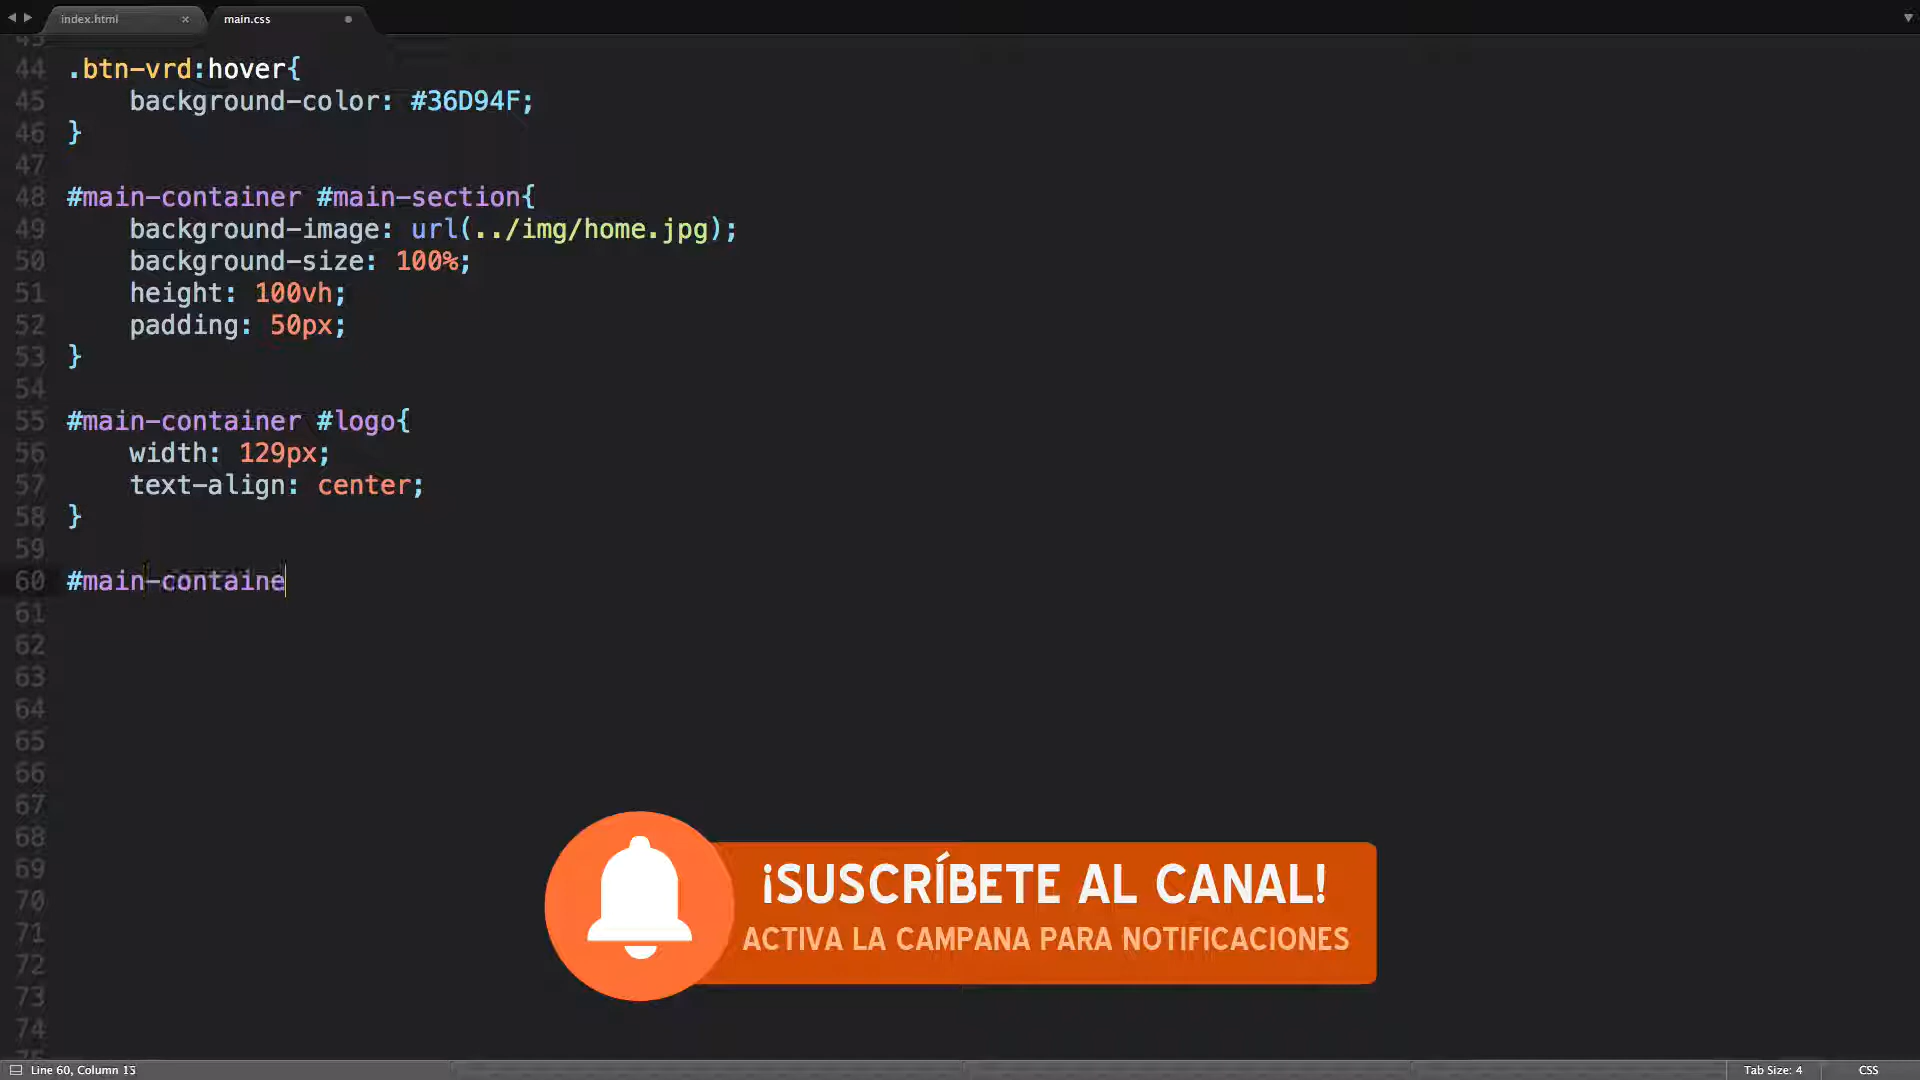 index.html × main.css
43
44 .btn-vrd:hover{
45 background-color: #36D94F;
46 }
47
48 #main-container #main-section{
49 background-image: url(../img/home.jpg);
50 background-size: 100%;
51 height: 100vh;
52 padding: 50px;
53 }
54
55 #main-container #logo{
56 width: 129px;
57 text-align: center;
58 }
59
60 #main-containe
61
62
63
64
65
66
67
68
69
70
71
72
73
74
75
¡SUSCRÍBETE AL CANAL!
ACTIVA LA CAMPANA PARA NOTIFICACIONES
Line 60, Column 15 Tab Size: 4 CSS